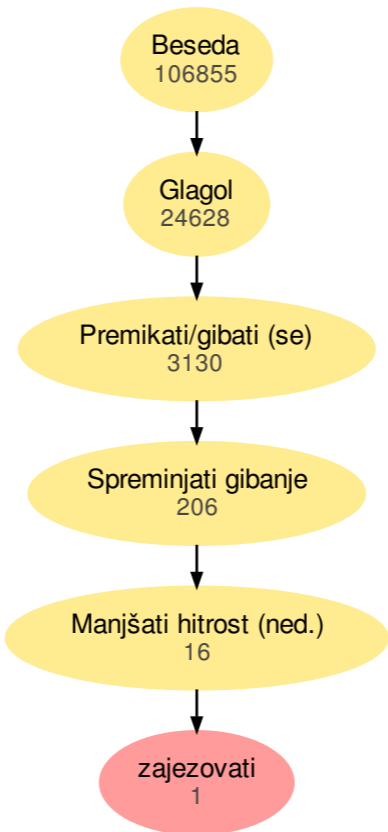 Beseda
106855
Glagol
24628
Premikati/gibati (se)
3130
Spreminjati gibanje
206
Manjšati hitrost (ned.)
16
zajezovati
1